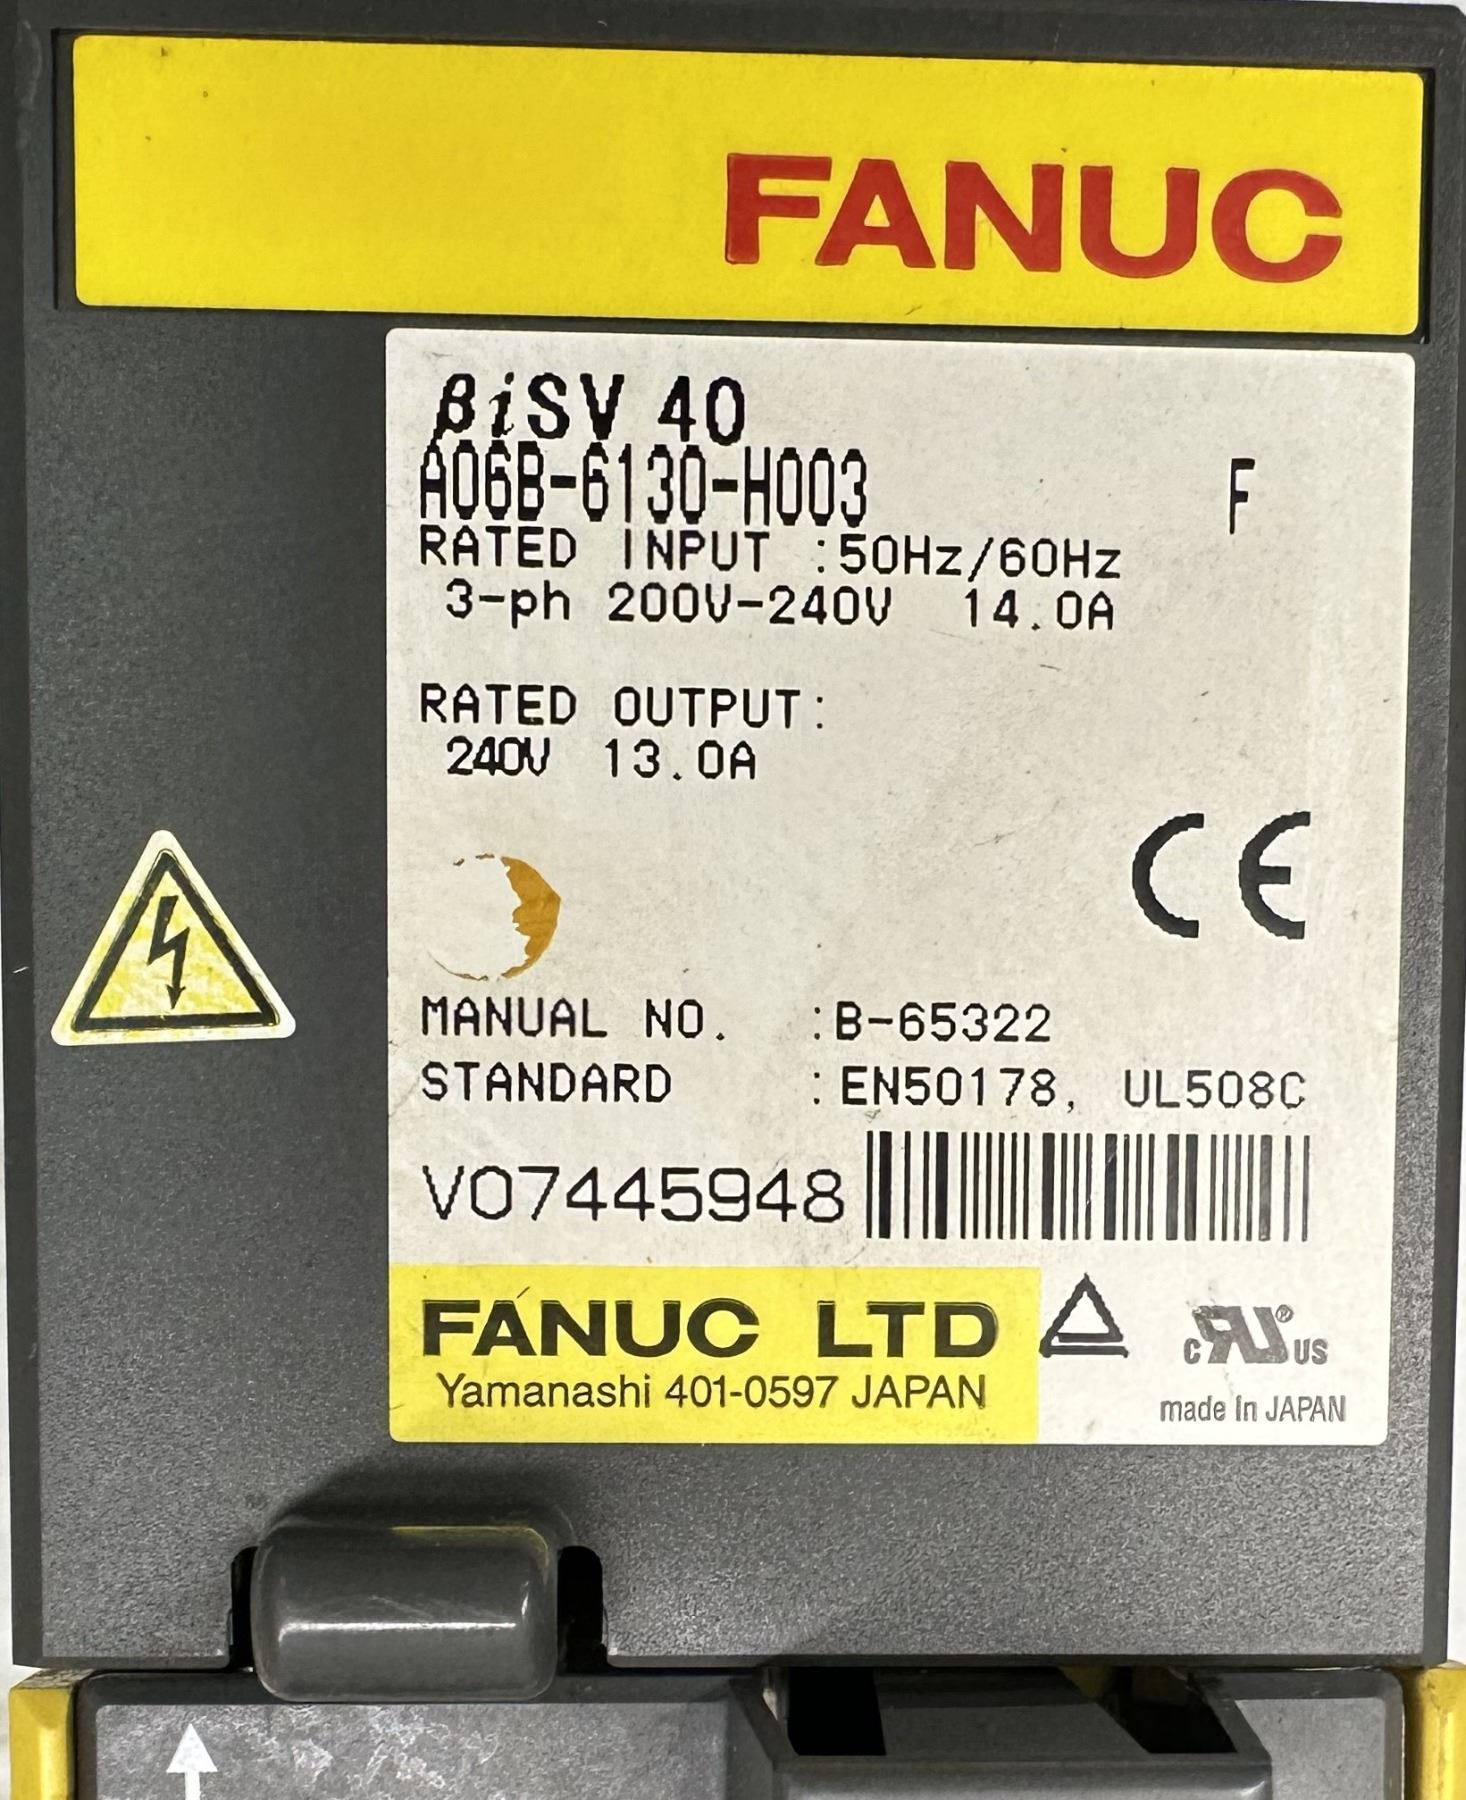 FANUC
βiSV 40
A06B-6130-H003 F
RATED INPUT :50Hz/60Hz
3-ph 200V-240V 14.0A
RATED OUTPUT:
240V 13.0A
CE
MANUAL NO. :B-65322
STANDARD :EN50178, UL508C
V07445948
FANUC LTD
Yamanashi 401-0597 JAPAN
c RU ® US
made in JAPAN